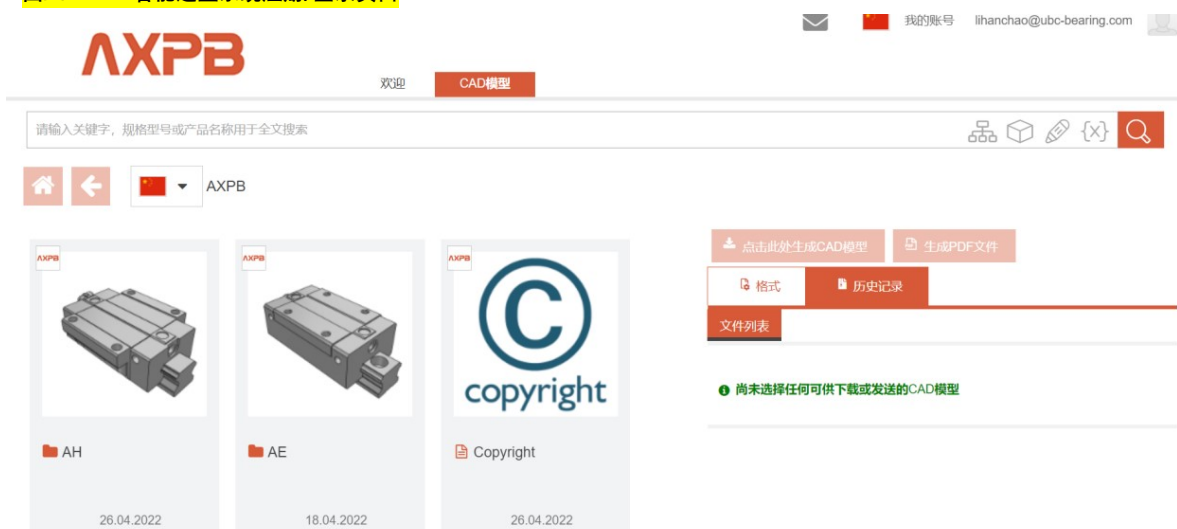 我的账号 lihanchao@ubc-bearing.com
AXPB
欢迎 CAD模型
请输入关键字，规格型号或产品名称用于全文搜索
{x}
AXPB
点击此处生成CAD模型 生成PDF文件
AXPB AXPB AXPB
格式 历史记录
文件列表
C
copyright
尚未选择任何可供下载或发送的CAD模型
AH AE Copyright
26.04.2022 18.04.2022 26.04.2022